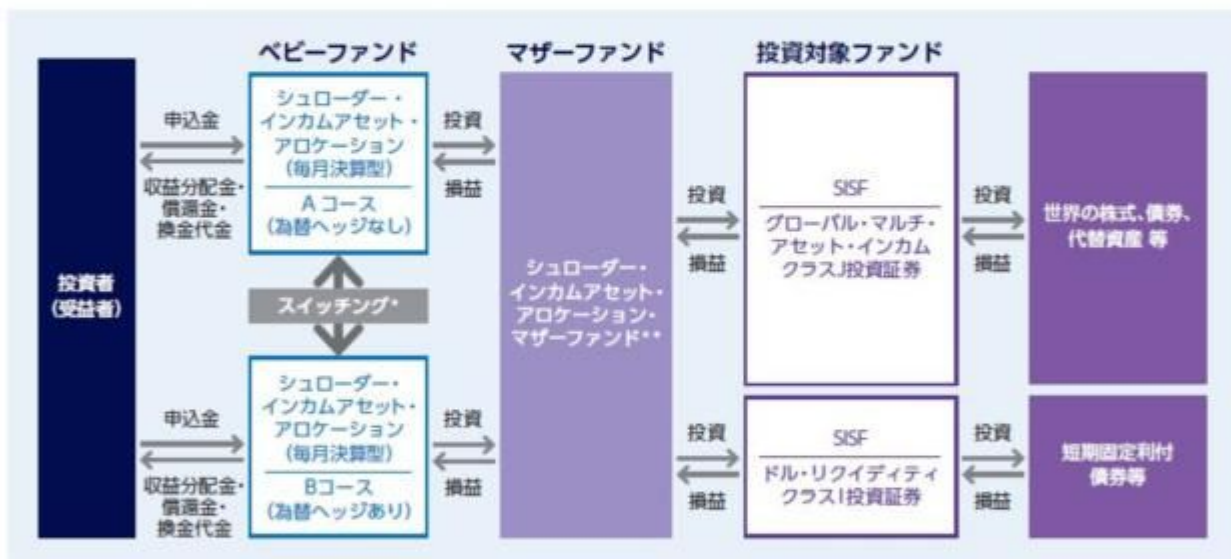 ベビーファンド
マザーファンド
投資対象ファンド
投資者
(受益者)
申込金
収益分配金・
償還金・
換金代金
シュローダー・
インカムアセット・
アロケーション
(毎月決算型)
Aコース
(為替ヘッジなし)
投資
損益
スイッチング*
申込金
収益分配金・
償還金・
換金代金
シュローダー・
インカムアセット・
アロケーション
(毎月決算型)
Bコース
(為替ヘッジあり)
投資
損益
シュローダー・
インカムアセット・
アロケーション・
マザーファンド**
投資
損益
SISF
グローバル・マルチ・
アセット・インカム
クラスJ投資証券
投資
損益
世界の株式、債券、
代替資産 等
投資
損益
SISF
ドル・リクイディティ
クラスI投資証券
投資
損益
短期固定利付
債券等